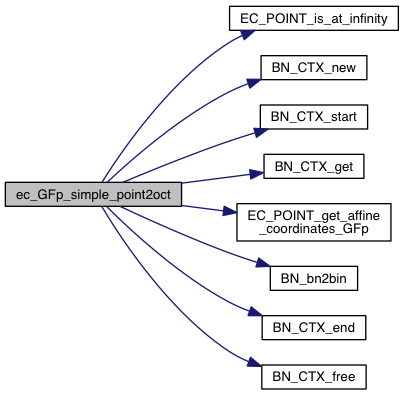 EC_POINT_is_at_infinity
BN_CTX_new
BN_CTX_start
BN_CTX_get
ec_GFp_simple_point2oct
EC_POINT_get_affine
_coordinates_GFp
BN_bn2bin
BN_CTX_end
BN_CTX_free